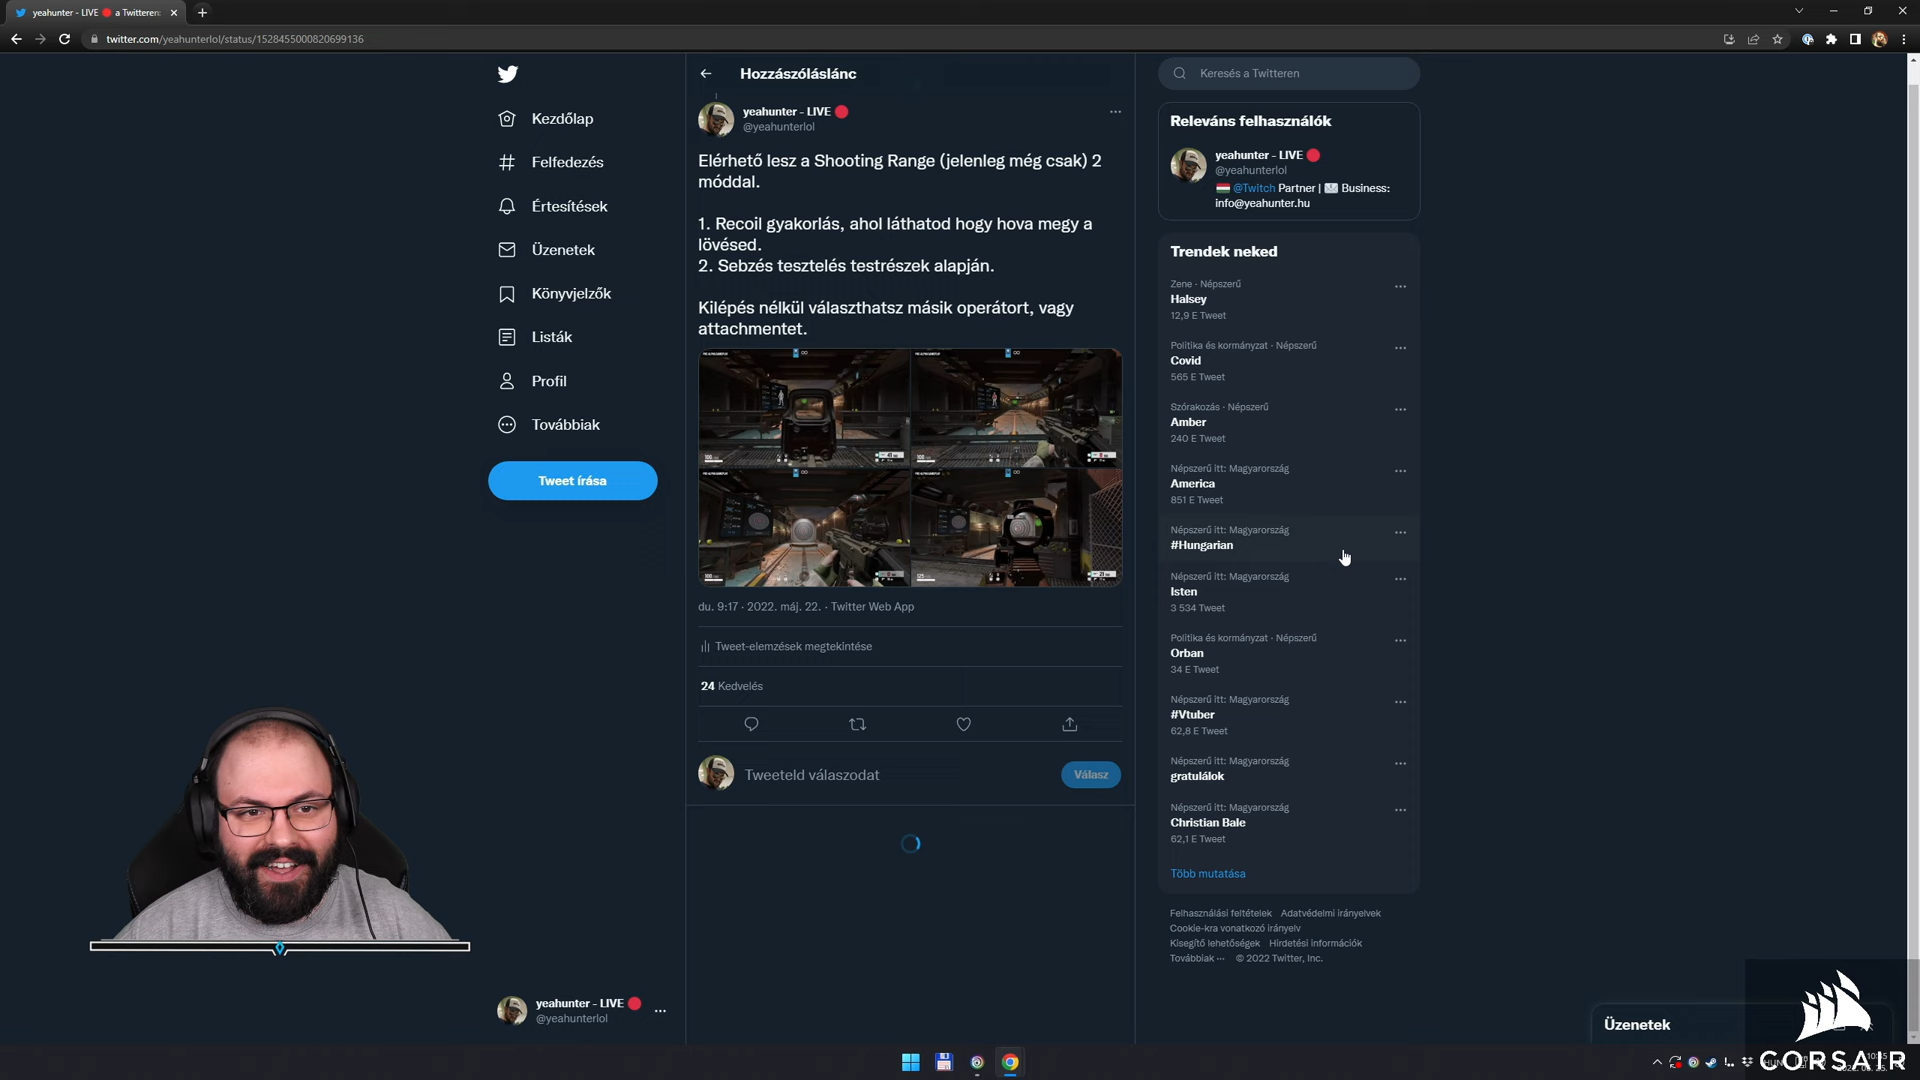 yeahunter - LIVE 🔴 a Twitteren:
twitter.com/yeahunterlol/status/1528455000820699136
Kezdőlap
Felfedezés
Értesítések
Üzenetek
Könyvjelzők
Listák
Profil
Továbbiak
Tweet írása
yeahunter - LIVE 🔴
@yeahunterlol
Hozzászóláslánc
yeahunter - LIVE 🔴
@yeahunterlol
Elérhető lesz a Shooting Range (jelenleg még csak) 2
móddal.
1. Recoil gyakorlás, ahol láthatod hogy hova megy a
lövésed.
2. Sebzés tesztelés testrészek alapján.
Kilépés nélkül választhatsz másik operátort, vagy
attachmentet.
du. 9:17 · 2022. máj. 22. · Twitter Web App
Tweet-elemzések megtekintése
24 Kedvelés
Tweeteld válaszodat
Válasz
Keresés a Twitteren
Releváns felhasználók
yeahunter - LIVE 🔴
@yeahunterlol
🇭🇺 @Twitch Partner | ✉️ Business:
info@yeahunter.hu
Trendek neked
Zene · Népszerű
Halsey
12,9 E Tweet
Politika és kormányzat · Népszerű
Covid
565 E Tweet
Szórakozás · Népszerű
Amber
240 E Tweet
Népszerű itt: Magyarország
America
851 E Tweet
Népszerű itt: Magyarország
#Hungarian
Népszerű itt: Magyarország
Isten
3 534 Tweet
Politika és kormányzat · Népszerű
Orban
34 E Tweet
Népszerű itt: Magyarország
#Vtuber
62,8 E Tweet
Népszerű itt: Magyarország
gratulálok
Népszerű itt: Magyarország
Christian Bale
62,1 E Tweet
Több mutatása
Felhasználási feltételek Adatvédelmi irányelvek
Cookie-kra vonatkozó irányelv
Kisegítő lehetőségek Hirdetési információk
Továbbiak ··· © 2022 Twitter, Inc.
Üzenetek
CORSAIR